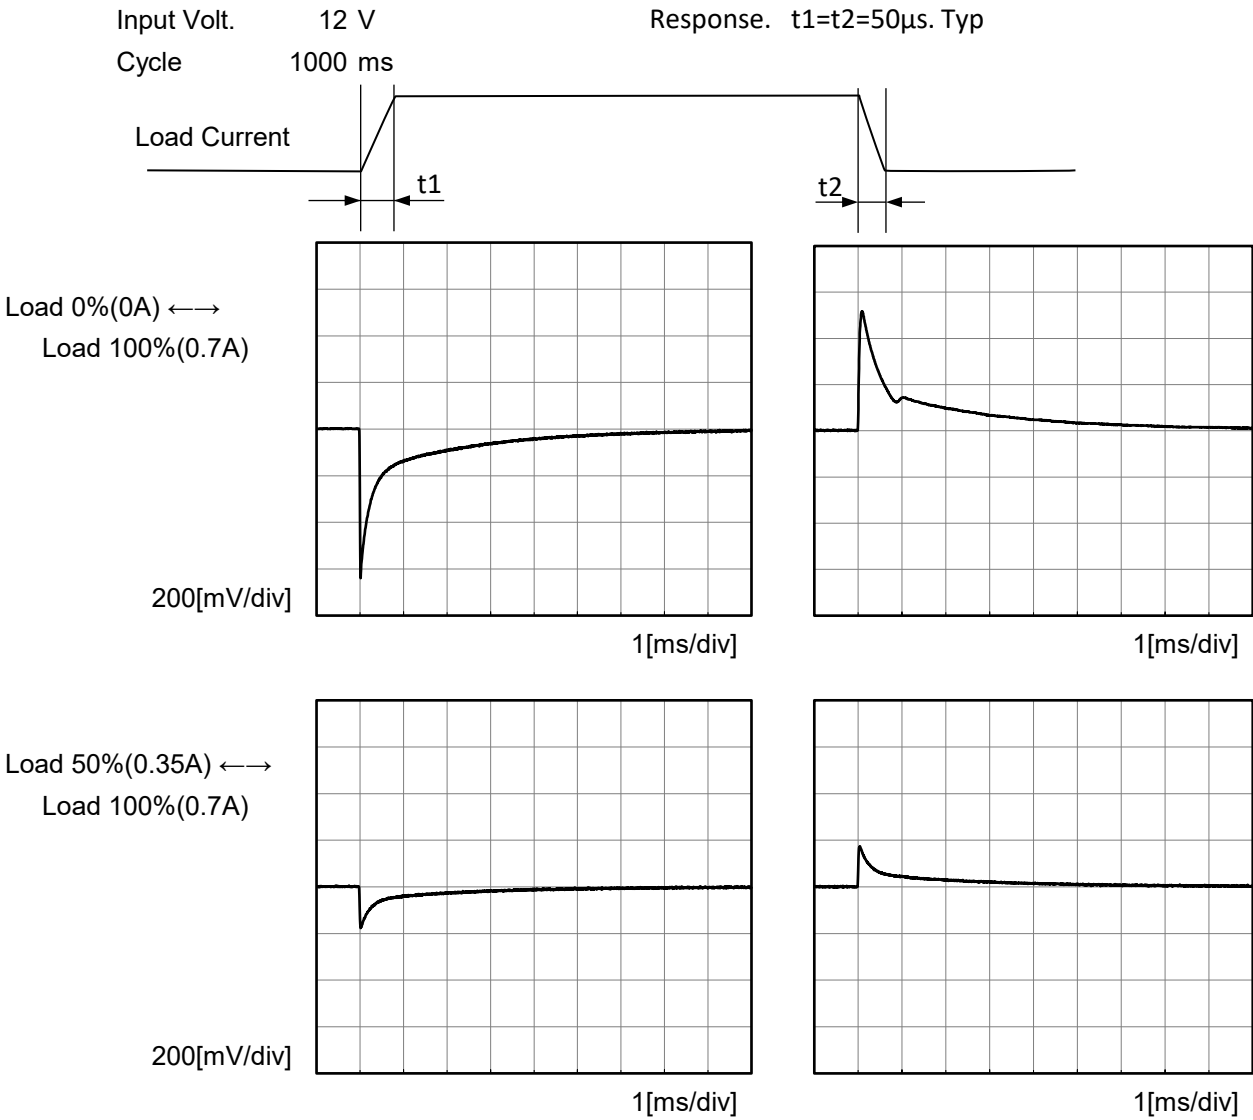 Input Volt. 12 V
Response. t1=t2=50µs. Typ
Cycle 1000 ms
Load Current
t1
t2
Load 0%(0A) ←→
Load 100%(0.7A)
200[mV/div]
1[ms/div]
1[ms/div]
Load 50%(0.35A) ←→
Load 100%(0.7A)
200[mV/div]
1[ms/div]
1[ms/div]